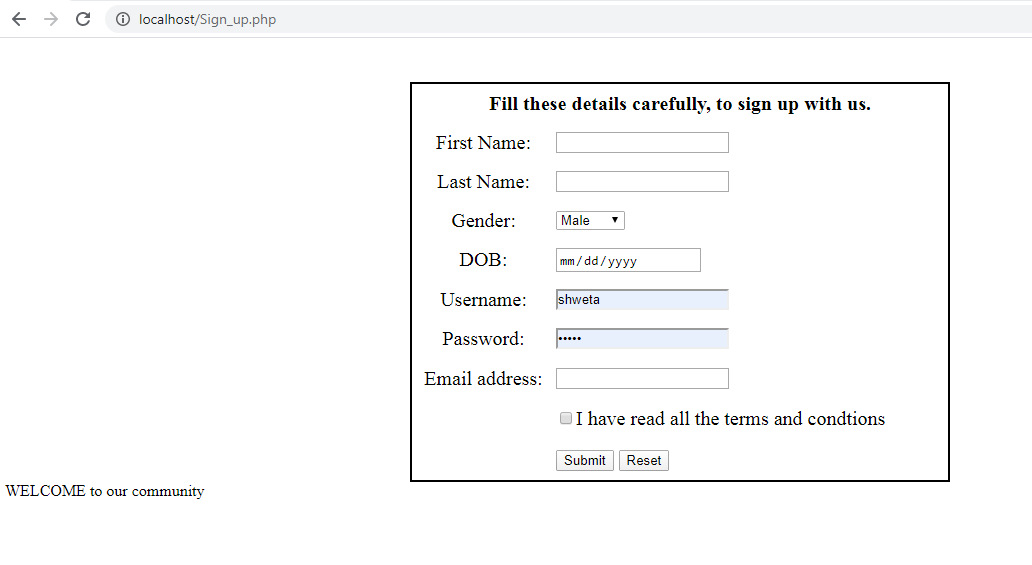 localhost/Sign_up.php
Fill these details carefully, to sign up with us.
First Name:
Last Name:
Gender: Male
DOB: mm/dd/yyyy
Username: shweta
Password: •••••
Email address:
I have read all the terms and condtions
Submit Reset
WELCOME to our community